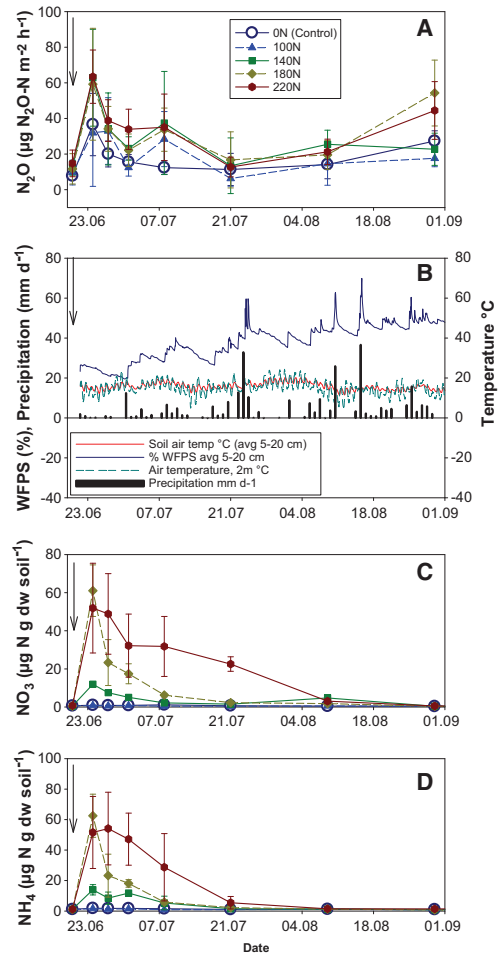 A
N₂O (µg N₂O-N m⁻² h⁻¹)
100
80
60
40
20
0
0N (Control)
100N
140N
180N
220N
23.06 07.07 21.07 04.08 18.08 01.09
B
WFPS (%), Precipitation (mm d⁻¹)
80
60
40
20
0
-20
-40
Temperature °C
80
60
40
20
0
-20
-40
Soil air temp °C (avg 5-20 cm)
% WFPS avg 5-20 cm
Air temperature, 2m °C
Precipitation mm d-1
23.06 07.07 21.07 04.08 18.08 01.09
C
NO₃ (µg N g dw soil⁻¹)
80
60
40
20
0
23.06 07.07 21.07 04.08 18.08 01.09
D
NH₄ (µg N g dw soil⁻¹)
100
80
60
40
20
0
23.06 07.07 21.07 04.08 18.08 01.09
Date